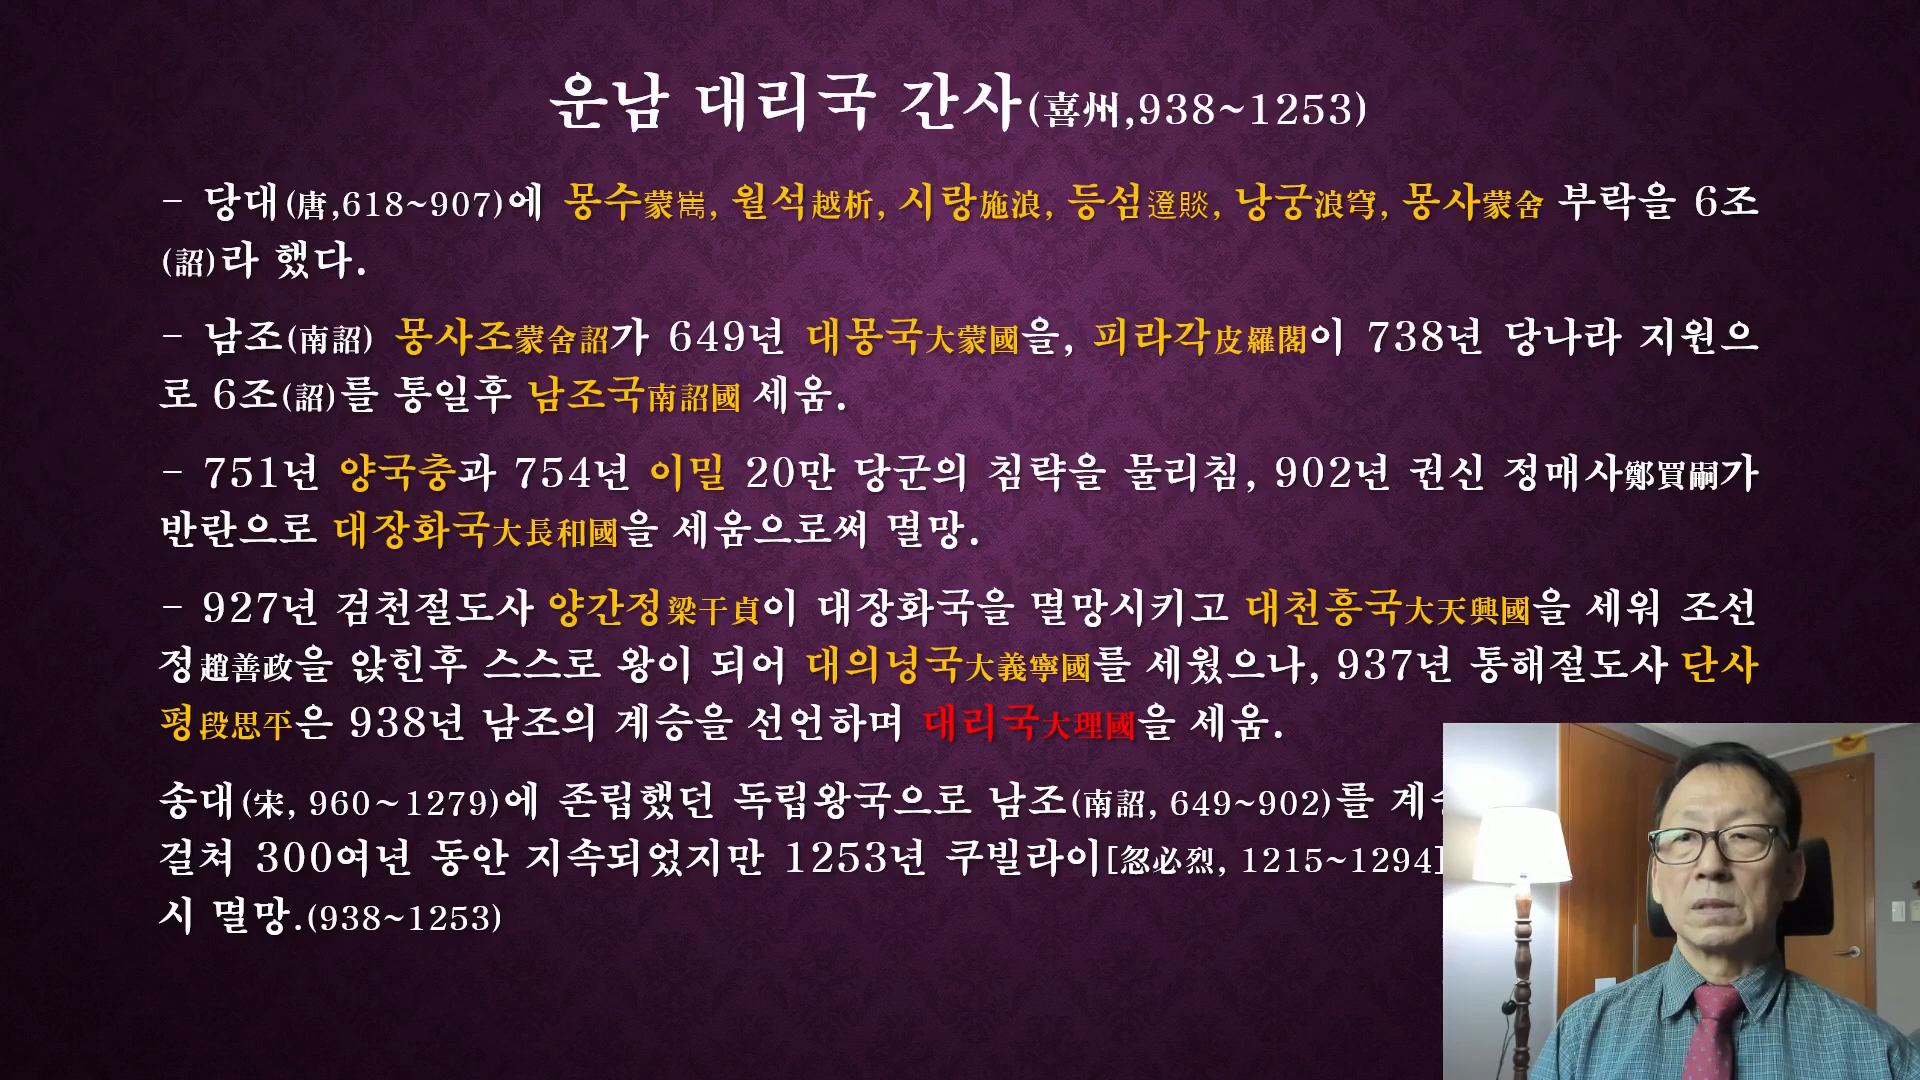 운남 대리국 간사(喜州,938~1253)
- 당대(唐,618~907)에 몽수蒙嶲, 월석越析, 시랑施浪, 등섬邆賧, 낭궁浪穹, 몽사蒙舍 부락을 6조
(詔)라 했다.
- 남조(南詔) 몽사조蒙舍詔가 649년 대몽국大蒙國을, 피라각皮羅閣이 738년 당나라 지원으
로 6조(詔)를 통일후 남조국南詔國 세움.
- 751년 양국충과 754년 이밀 20만 당군의 침략을 물리침, 902년 권신 정매사鄭買嗣가
반란으로 대장화국大長和國을 세움으로써 멸망.
- 927년 검천절도사 양간정梁干貞이 대장화국을 멸망시키고 대천흥국大天興國을 세워 조선
정趙善政을 앉힌후 스스로 왕이 되어 대의녕국大義寧國를 세웠으나, 937년 통해절도사 단사
평段思平은 938년 남조의 계승을 선언하며 대리국大理國을 세움.
송대(宋, 960~1279)에 존립했던 독립왕국으로 남조(南詔, 649~902)를
걸쳐 300여년 동안 지속되었지만 1253년 쿠빌라이[忽必烈, 1215~1294]
시 멸망.(938~1253)